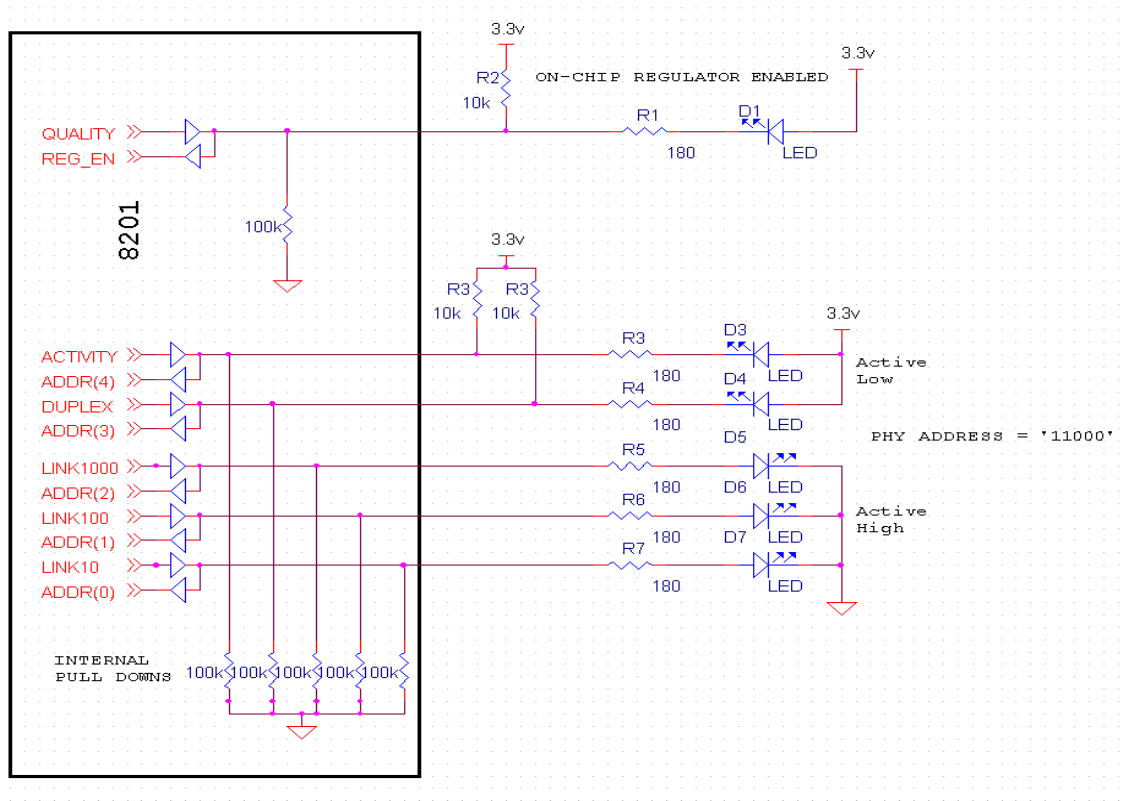 3.3v
3.3v
R2
ON-CHIP REGULATOR ENABLED
10k
R1
D1
QUALITY
180
LED
REG_EN
8201
100k
3.3v
R3
R3
10k
10k
3.3v
R3
D3
ACTIVITY
Active
Low
180
LED
ADDR(4)
R4
D4
DUPLEX
180
LED
ADDR(3)
PHY ADDRESS = '11000'
R5
D5
LINK1000
180
LED
ADDR(2)
R6
D6
LINK100
Active
High
180
LED
ADDR(1)
R7
D7
LINK10
180
LED
ADDR(0)
INTERNAL
PULL DOWNS
100k 100k 100k 100k 100k